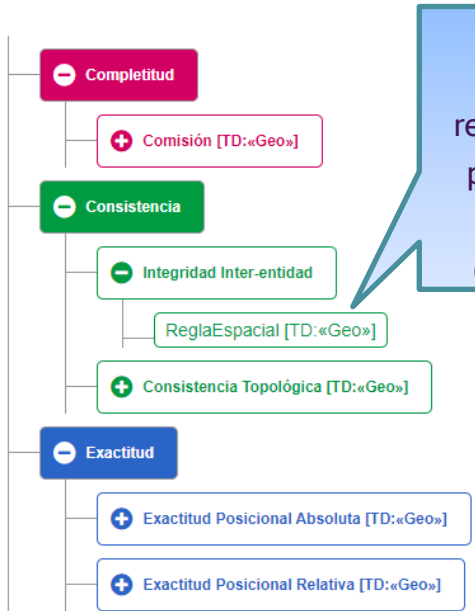 Completitud
Comisión [TD:«Geo»]
Consistencia
Integridad Inter-entidad
ReglaEspacial [TD:«Geo»]
Consistencia Topológica [TD:«Geo»]
Exactitud
Exactitud Posicional Absoluta [TD:«Geo»]
Exactitud Posicional Relativa [TD:«Geo»]